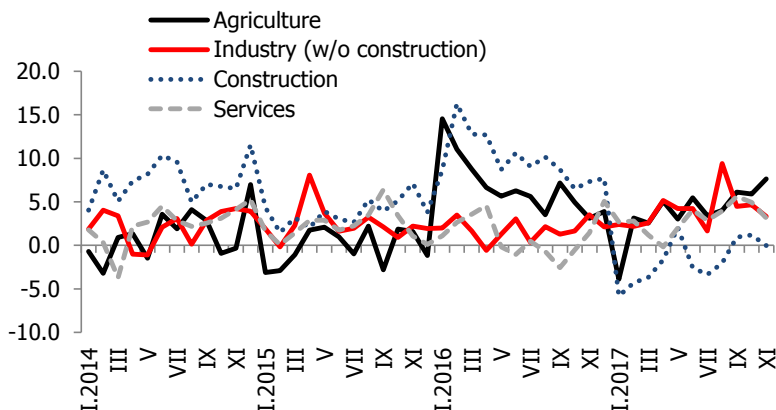 Agriculture
Industry (w/o construction)
Construction
Services
20.0
15.0
10.0
5.0
0.0
-5.0
-10.0
I.2014
III
V
VII
IX
XI
I.2015
III
V
VII
IX
XI
I.2016
III
V
VII
IX
XI
I.2017
III
V
VII
IX
XI